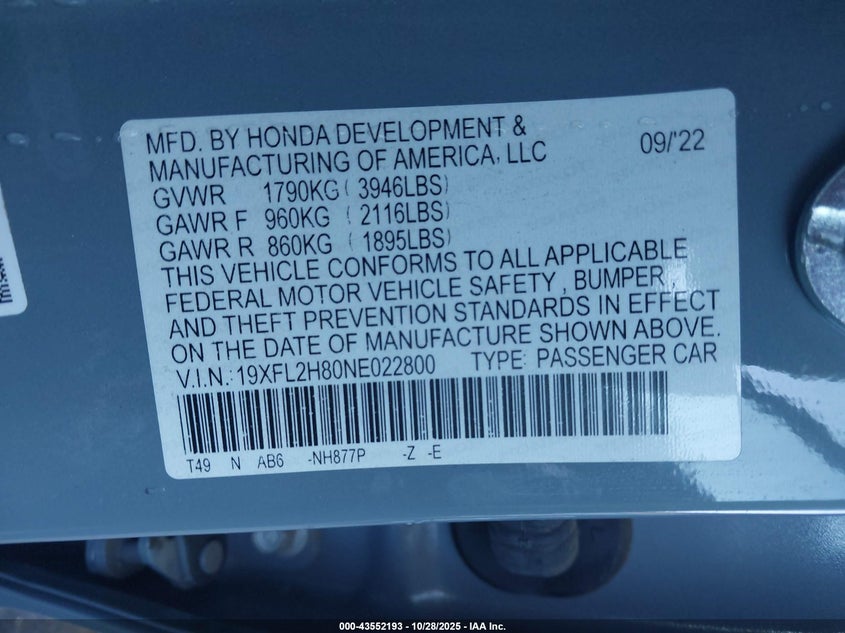 MFD. BY HONDA DEVELOPMENT &
MANUFACTURING OF AMERICA, LLC 09/'22
GVWR 1790KG ( 3946LBS)
GAWR F 960KG ( 2116LBS)
GAWR R 860KG ( 1895LBS)
THIS VEHICLE CONFORMS TO ALL APPLICABLE
FEDERAL MOTOR VEHICLE SAFETY , BUMPER ,
AND THEFT PREVENTION STANDARDS IN EFFECT
ON THE DATE OF MANUFACTURE SHOWN ABOVE.
V.I.N.: 19XFL2H80NE022800 TYPE: PASSENGER CAR
T49 N AB6 -NH877P -Z -E
000-43552193 - 10/28/2025 - IAA Inc.